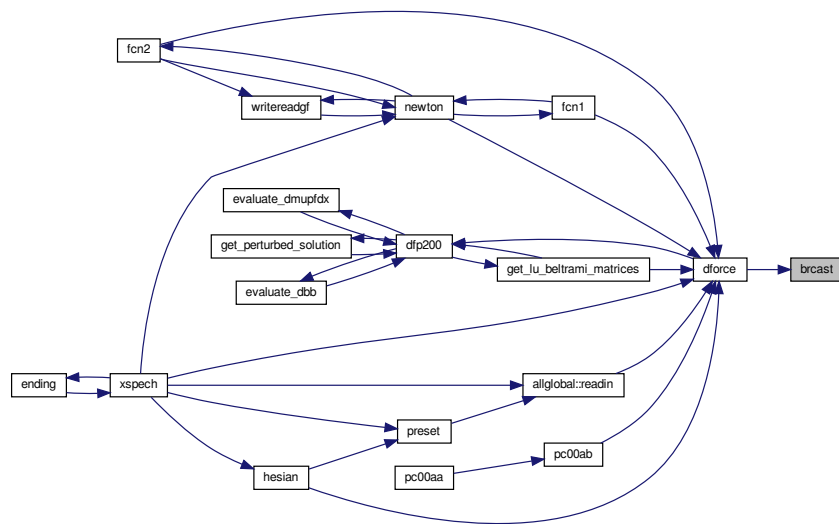 fcn2
writereadgf
newton
fcn1
evaluate_dmupfdx
get_perturbed_solution
dfp200
evaluate_dbb
get_lu_beltrami_matrices
dforce
brcast
ending
xspech
allglobal::readin
preset
pc00ab
hesian
pc00aa